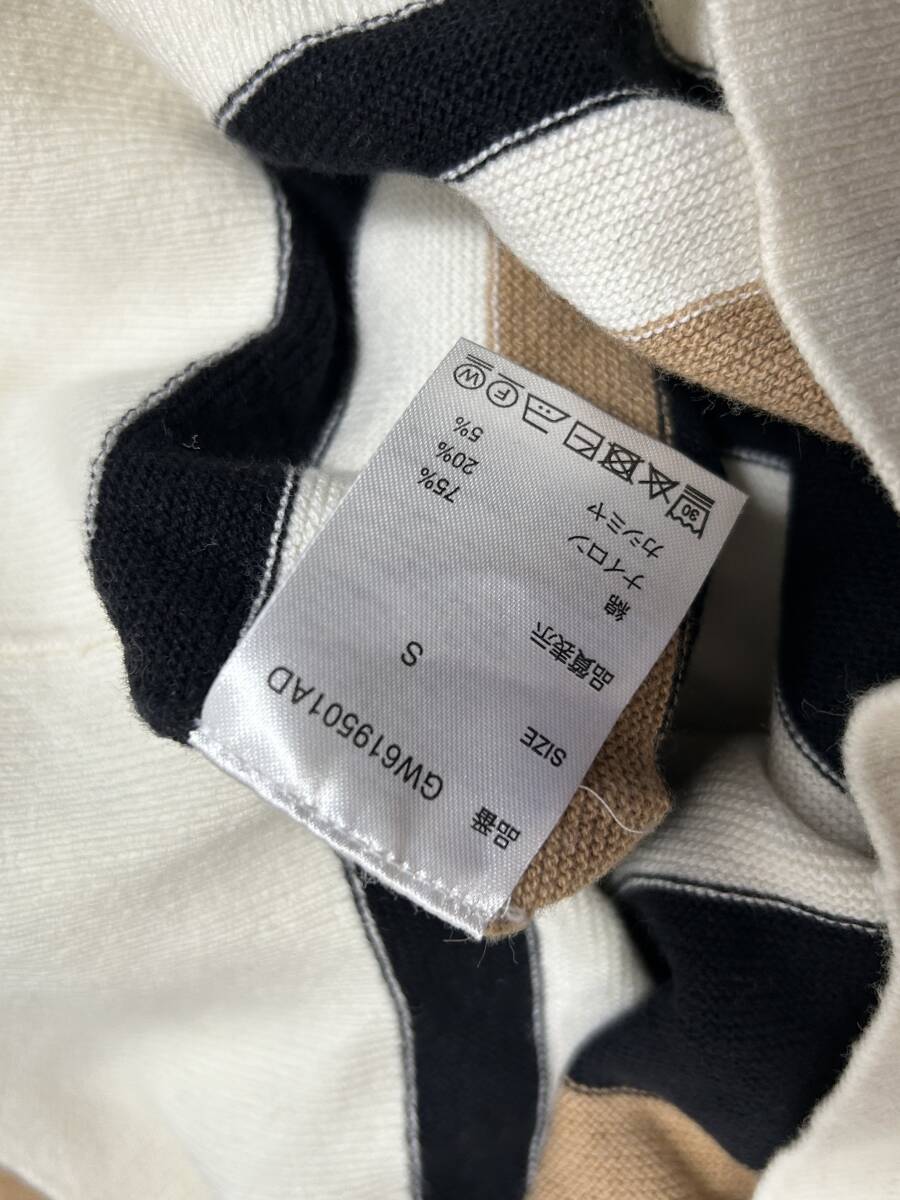 品番
GW619501AD
SIZE
S
品質表示
綿 75%
ナイロン 20%
カシミヤ 5%
30
F W